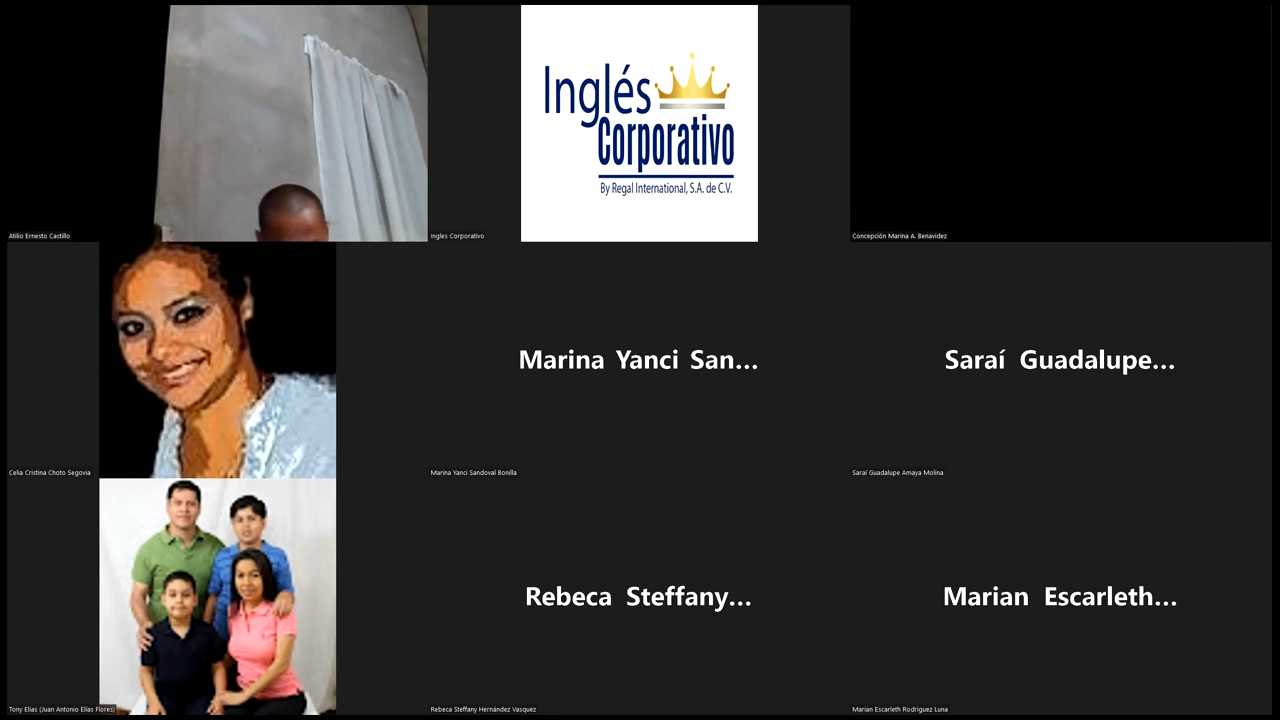 Inglés
Corporativo
By Regal International, S.A. de C.V.
Atilio Ernesto Castillo
Ingles Corporativo
Concepción Marina A. Benavidez
Marina Yanci San...
Saraí Guadalupe...
Celia Cristina Choto Segovia
Marina Yanci Sandoval Bonilla
Saraí Guadalupe Amaya Molina
Rebeca Steffany...
Marian Escarleth...
Tony Elias (Juan Antonio Elías Flores)
Rebeca Steffany Hernández Vasquez
Marian Escarleth Rodriguez Luna